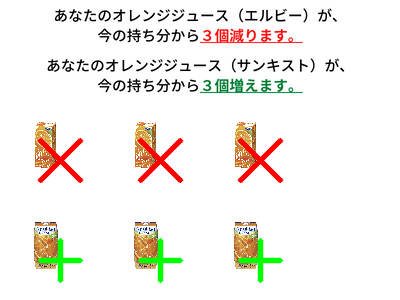 あなたのオレンジジュース（エルビー）が、
今の持ち分から３個減ります。
あなたのオレンジジュース（サンキスト）が、
今の持ち分から３個増えます。